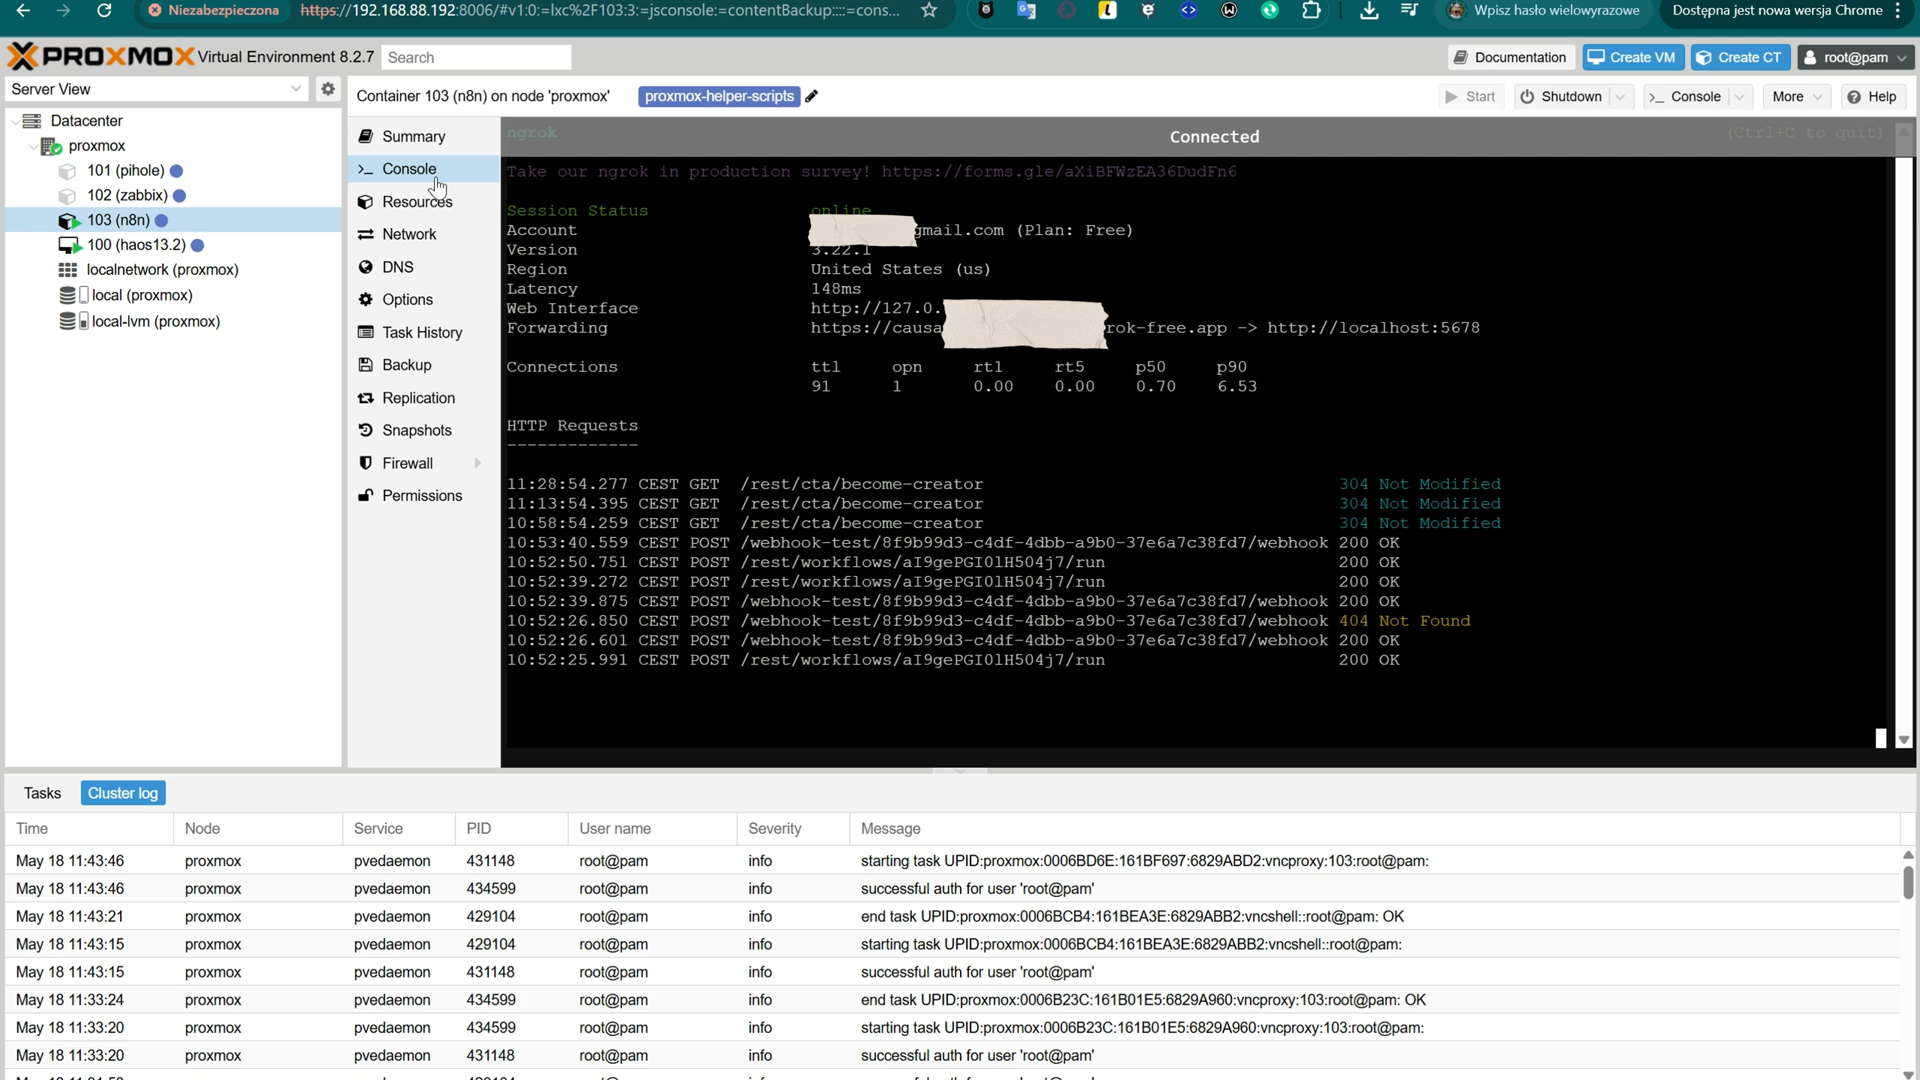 Niezabezpieczona
https://192.168.88.192:8006/#v1:0:=lxc%2F103:3:=jsconsole:=contentBackup::::=cons...
Wpisz hasło wielowyrazowe
Dostępna jest nowa wersja Chrome
PROXMOX Virtual Environment 8.2.7
Search
Documentation
Create VM
Create CT
root@pam
Server View
Container 103 (n8n) on node 'proxmox'
proxmox-helper-scripts
Start
Shutdown
Console
More
Help
Datacenter
proxmox
101 (pihole)
102 (zabbix)
103 (n8n)
100 (haos13.2)
localnetwork (proxmox)
local (proxmox)
local-lvm (proxmox)
Summary
Console
Resources
Network
DNS
Options
Task History
Backup
Replication
Snapshots
Firewall
Permissions
ngrok
Connected
(Ctrl+C to quit)
Take our ngrok in production survey! https://forms.gle/aXiBFWzEA36DudFn6
Session Status online
Account gmail.com (Plan: Free)
Version 3.22.1
Region United States (us)
Latency 148ms
Web Interface http://127.0.
Forwarding https://causa rok-free.app -> http://localhost:5678
Connections ttl opn rt1 rt5 p50 p90
91 1 0.00 0.00 0.70 6.53
HTTP Requests
-------------
11:28:54.277 CEST GET /rest/cta/become-creator 304 Not Modified
11:13:54.395 CEST GET /rest/cta/become-creator 304 Not Modified
10:58:54.259 CEST GET /rest/cta/become-creator 304 Not Modified
10:53:40.559 CEST POST /webhook-test/8f9b99d3-c4df-4dbb-a9b0-37e6a7c38fd7/webhook 200 OK
10:52:50.751 CEST POST /rest/workflows/aI9gePGI0lH504j7/run 200 OK
10:52:39.272 CEST POST /rest/workflows/aI9gePGI0lH504j7/run 200 OK
10:52:39.875 CEST POST /webhook-test/8f9b99d3-c4df-4dbb-a9b0-37e6a7c38fd7/webhook 200 OK
10:52:26.850 CEST POST /webhook-test/8f9b99d3-c4df-4dbb-a9b0-37e6a7c38fd7/webhook 404 Not Found
10:52:26.601 CEST POST /webhook-test/8f9b99d3-c4df-4dbb-a9b0-37e6a7c38fd7/webhook 200 OK
10:52:25.991 CEST POST /rest/workflows/aI9gePGI0lH504j7/run 200 OK
Tasks
Cluster log
Time Node Service PID User name Severity Message
May 18 11:43:46 proxmox pvedaemon 431148 root@pam info starting task UPID:proxmox:0006BD6E:161BF697:6829ABD2:vncproxy:103:root@pam:
May 18 11:43:46 proxmox pvedaemon 434599 root@pam info successful auth for user 'root@pam'
May 18 11:43:21 proxmox pvedaemon 429104 root@pam info end task UPID:proxmox:0006BCB4:161BEA3E:6829ABB2:vncshell::root@pam: OK
May 18 11:43:15 proxmox pvedaemon 429104 root@pam info starting task UPID:proxmox:0006BCB4:161BEA3E:6829ABB2:vncshell::root@pam:
May 18 11:43:15 proxmox pvedaemon 431148 root@pam info successful auth for user 'root@pam'
May 18 11:33:24 proxmox pvedaemon 434599 root@pam info end task UPID:proxmox:0006B23C:161B01E5:6829A960:vncproxy:103:root@pam: OK
May 18 11:33:20 proxmox pvedaemon 434599 root@pam info starting task UPID:proxmox:0006B23C:161B01E5:6829A960:vncproxy:103:root@pam:
May 18 11:33:20 proxmox pvedaemon 431148 root@pam info successful auth for user 'root@pam'